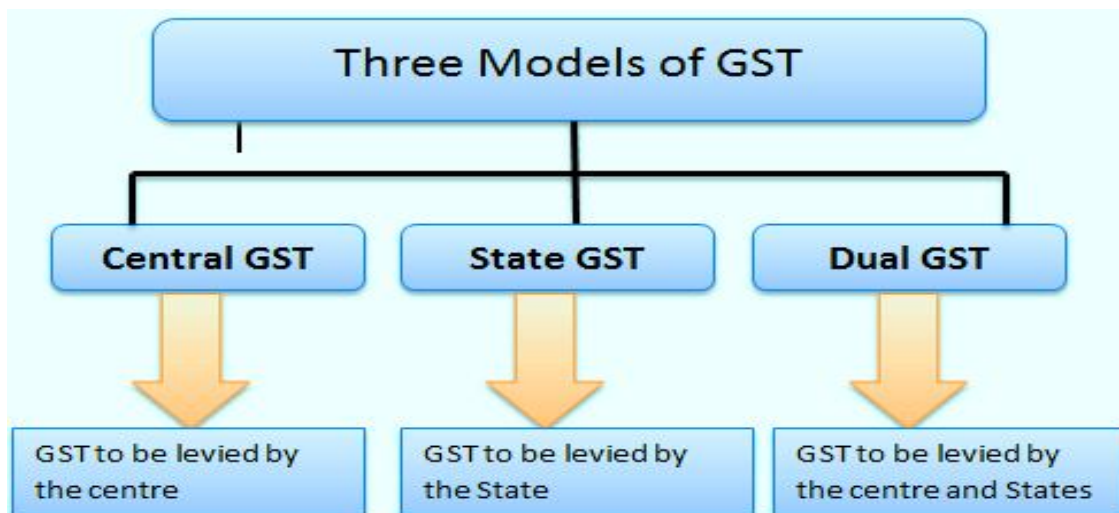 Three Models of GST
Central GST
State GST
Dual GST
GST to be levied by
the centre
GST to be levied by
the State
GST to be levied by
the centre and States